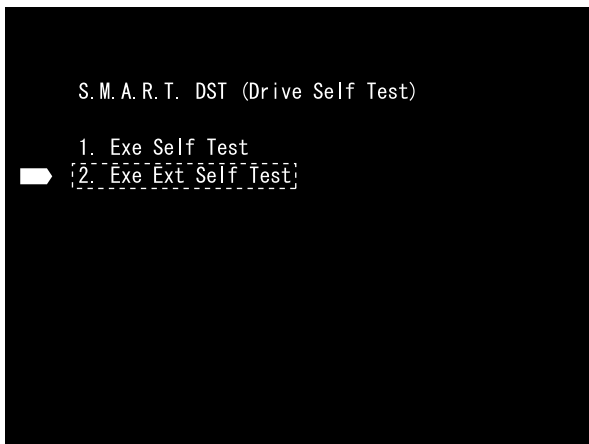 S.M.A.R.T. DST (Drive Self Test)
1. Exe Self Test
2. Exe Ext Self Test